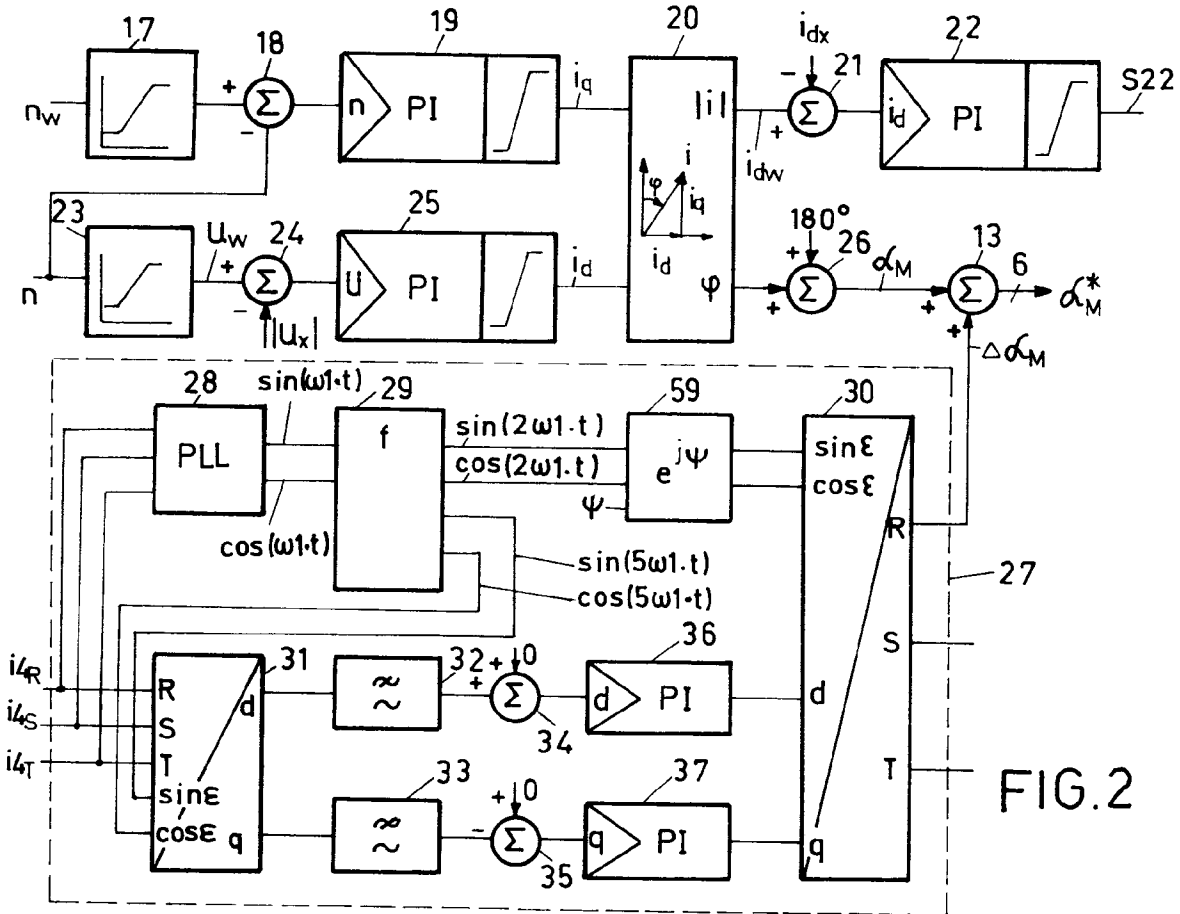 17 18 19 20 i_dx 21 22
n_w + - Σ n PI i_q |i| - + Σ i_d PI S22
i_dw
φ i i_q i_d
23 U_w 24 25 180° 26 α_M 13 6
n + - Σ U PI i_d φ + + Σ + + Σ α_M^*
|u_x| Δα_M
28 sin(ω1·t) 29 59 30
PLL f sin(2ω1·t) e^jψ sinε
cos(2ω1·t) cosε
ψ
cos(ω1·t) R
sin(5ω1·t) 27
cos(5ω1·t)
31 32 + 0 36 S
i4_R R d ∝ ~ + Σ d PI d
i4_S S 34
i4_T T 33 + 0 37 T
sinε
cosε q ∝ ~ - Σ q PI q
35
FIG.2